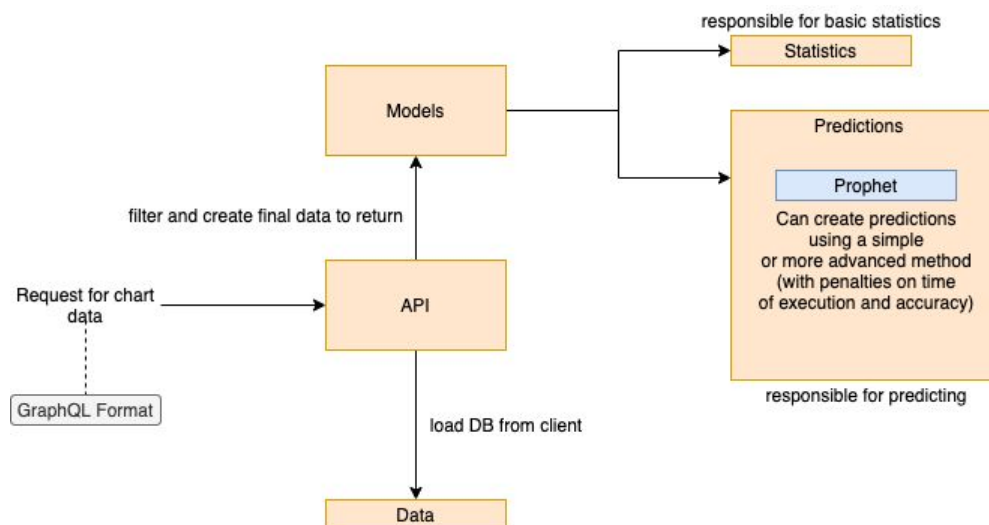 responsible for basic statistics
Statistics
Models
Predictions
Prophet
Can create predictions
using a simple
or more advanced method
(with penalties on time
of execution and accuracy)
filter and create final data to return
Request for chart
data
API
GraphQL Format
responsible for predicting
load DB from client
Data